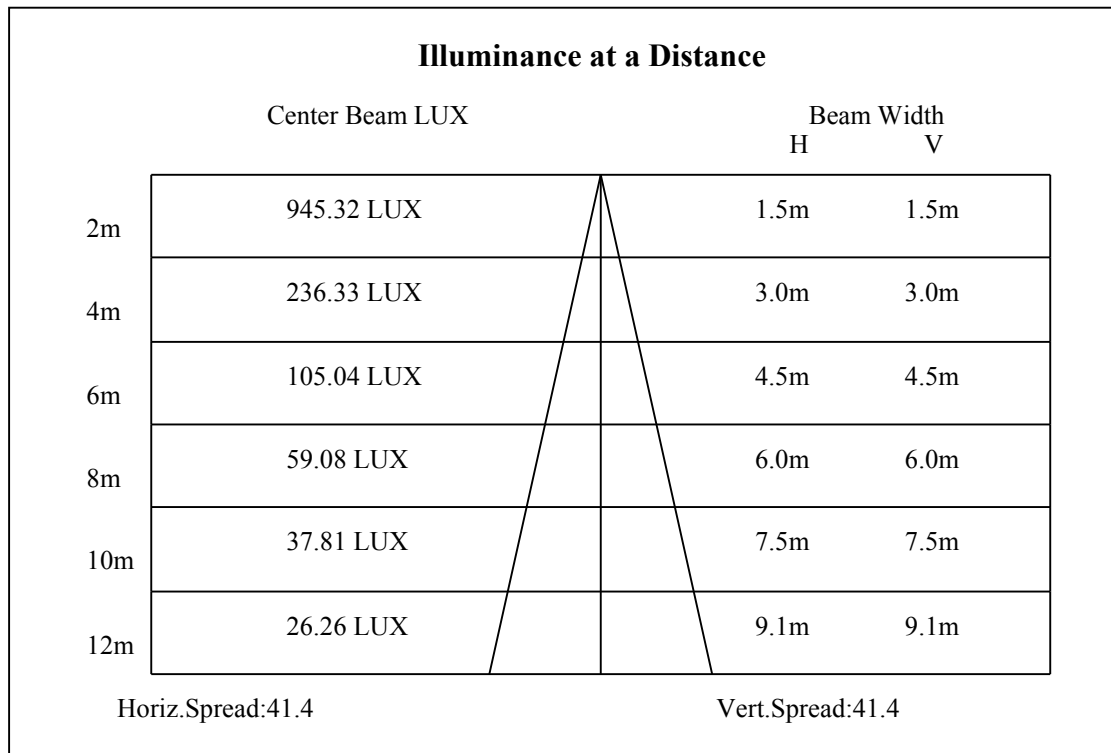 Illuminance at a Distance
Center Beam LUX Beam Width
H V
2m 945.32 LUX 1.5m 1.5m
4m 236.33 LUX 3.0m 3.0m
6m 105.04 LUX 4.5m 4.5m
8m 59.08 LUX 6.0m 6.0m
10m 37.81 LUX 7.5m 7.5m
12m 26.26 LUX 9.1m 9.1m
Horiz.Spread:41.4 Vert.Spread:41.4